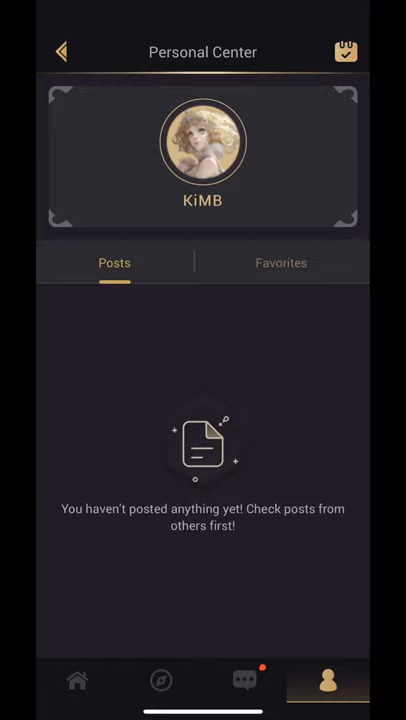 Personal Center
KiMB
Posts
Favorites
You haven't posted anything yet! Check posts from
others first!